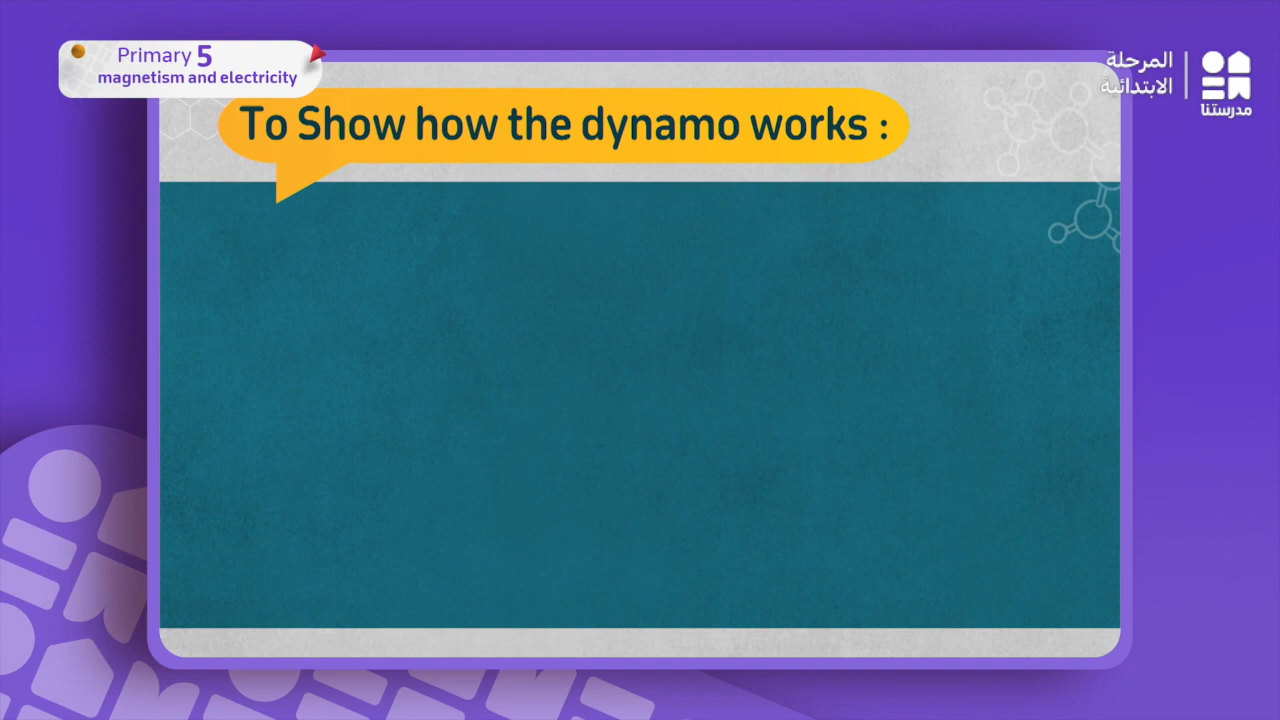 Primary 5
magnetism and electricity
To Show how the dynamo works :
المرحلة
الابتدائية
مدرستنا